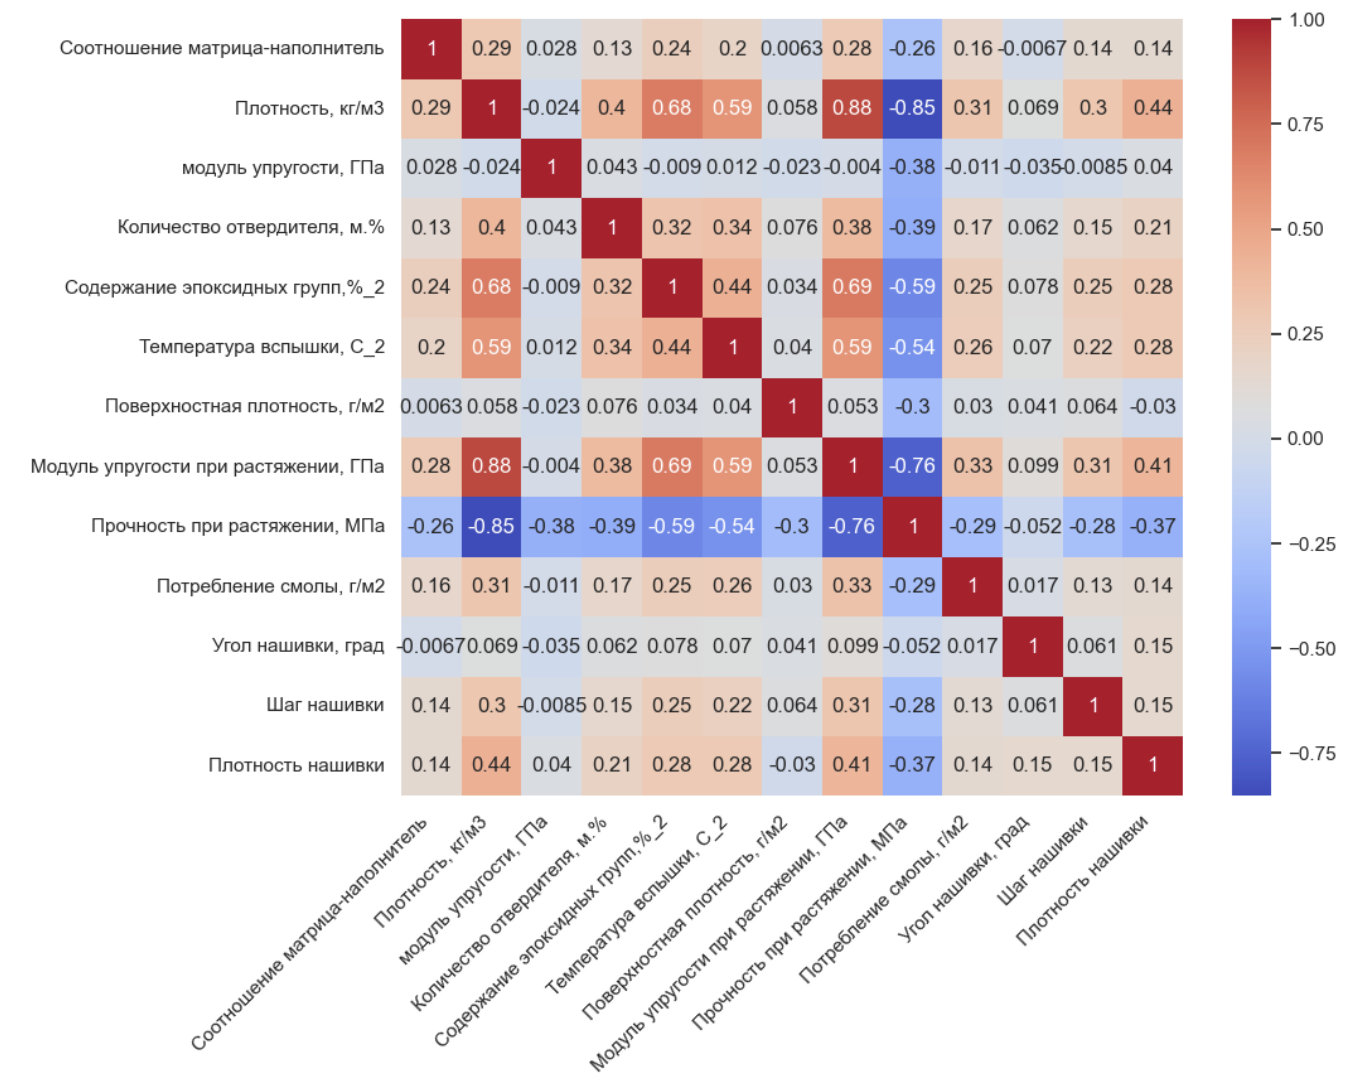 Соотношение матрица-наполнитель 1 0.29 0.028 0.13 0.24 0.2 0.0063 0.28 -0.26 0.16 -0.0067 0.14 0.14
Плотность, кг/м3 0.29 1 -0.024 0.4 0.68 0.59 0.058 0.88 -0.85 0.31 0.069 0.3 0.44
модуль упругости, ГПа 0.028 -0.024 1 0.043 -0.009 0.012 -0.023 -0.004 -0.38 -0.011 -0.035 -0.0085 0.04
Количество отвердителя, м.% 0.13 0.4 0.043 1 0.32 0.34 0.076 0.38 -0.39 0.17 0.062 0.15 0.21
Содержание эпоксидных групп,%_2 0.24 0.68 -0.009 0.32 1 0.44 0.034 0.69 -0.59 0.25 0.078 0.25 0.28
Температура вспышки, С_2 0.2 0.59 0.012 0.34 0.44 1 0.04 0.59 -0.54 0.26 0.07 0.22 0.28
Поверхностная плотность, г/м2 0.0063 0.058 -0.023 0.076 0.034 0.04 1 0.053 -0.3 0.03 0.041 0.064 -0.03
Модуль упругости при растяжении, ГПа 0.28 0.88 -0.004 0.38 0.69 0.59 0.053 1 -0.76 0.33 0.099 0.31 0.41
Прочность при растяжении, МПа -0.26 -0.85 -0.38 -0.39 -0.59 -0.54 -0.3 -0.76 1 -0.29 -0.052 -0.28 -0.37
Потребление смолы, г/м2 0.16 0.31 -0.011 0.17 0.25 0.26 0.03 0.33 -0.29 1 0.017 0.13 0.14
Угол нашивки, град -0.0067 0.069 -0.035 0.062 0.078 0.07 0.041 0.099 -0.052 0.017 1 0.061 0.15
Шаг нашивки 0.14 0.3 -0.0085 0.15 0.25 0.22 0.064 0.31 -0.28 0.13 0.061 1 0.15
Плотность нашивки 0.14 0.44 0.04 0.21 0.28 0.28 -0.03 0.41 -0.37 0.14 0.15 0.15 1
Соотношение матрица-наполнитель
Плотность, кг/м3
модуль упругости, ГПа
Количество отвердителя, м.%
Содержание эпоксидных групп,%_2
Температура вспышки, С_2
Поверхностная плотность, г/м2
Модуль упругости при растяжении, ГПа
Прочность при растяжении, МПа
Потребление смолы, г/м2
Угол нашивки, град
Шаг нашивки
Плотность нашивки
1.00
0.75
0.50
0.25
0.00
−0.25
−0.50
−0.75